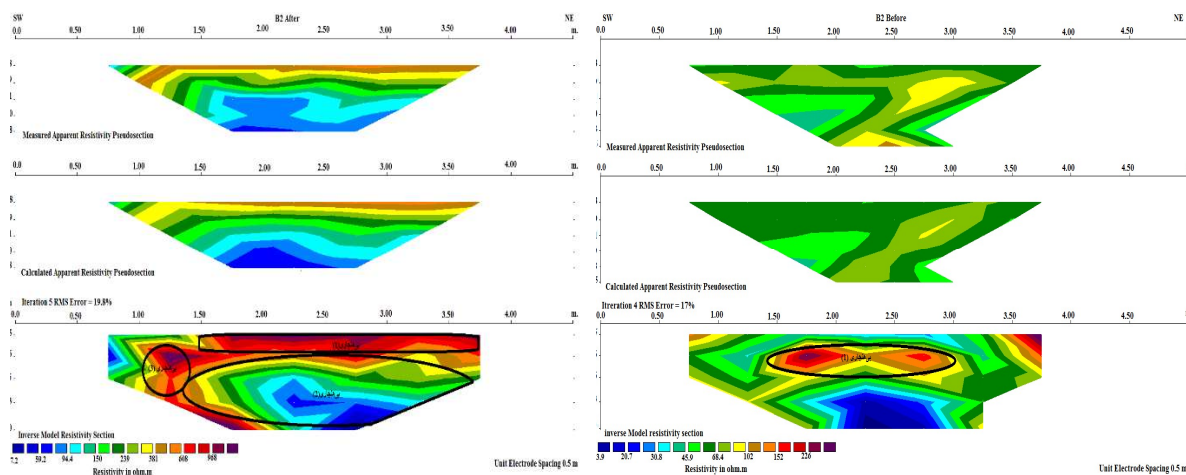 SW B2 After NE
0.0 0.50 1.00 1.50 2.00 2.50 3.00 3.50 4.00 m.
Measured Apparent Resistivity Pseudosection
0.0 0.50 1.00 1.50 2.00 2.50 3.00 3.50 4.00 m.
Calculated Apparent Resistivity Pseudosection
Iteration 5 RMS Error = 19.8%
0.0 0.50 1.00 1.50 2.00 2.50 3.00 3.50 4.00 m.
بی هنجاری(3)
بی هنجاری(2)
Inverse Model Resistivity Section
7.2 59.2 94.4 150 239 381 608 968
Resistivity in ohm.m
Unit Electrode Spacing 0.5 m
SW B2 Before NE
0.0 0.50 1.00 1.50 2.00 2.50 3.00 3.50 4.00 4.50
Measured Apparent Resistivity Pseudosection
0.0 0.50 1.00 1.50 2.00 2.50 3.00 3.50 4.00 4.50
Calculated Apparent Resistivity Pseudosection
Itreration 4 RMS Error = 17%
0.0 0.50 1.00 1.50 2.00 2.50 3.00 3.50 4.00 4.50
بی هنجاری (1)
inverse Model resistivity section
3.9 20.7 30.8 45.9 68.4 102 152 226
Resistivity in ohm.m
Unit Electrode Spacing 0.5 m